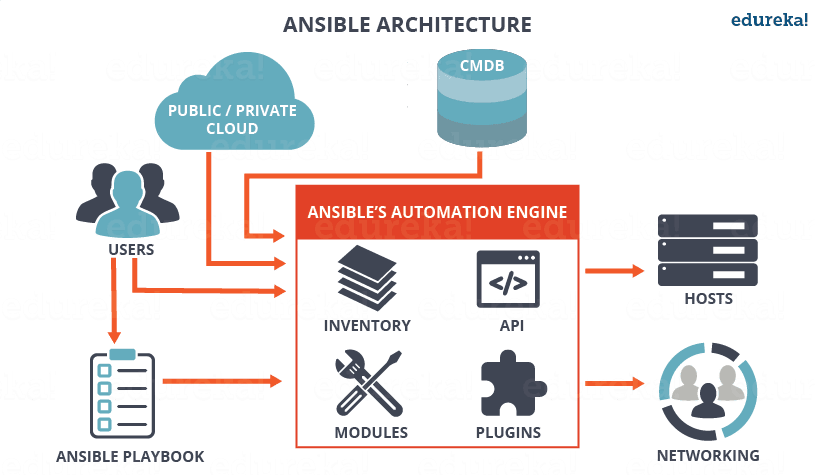 ANSIBLE ARCHITECTURE
edureka!
PUBLIC / PRIVATE
CLOUD
CMDB
USERS
ANSIBLE'S AUTOMATION ENGINE
</>
INVENTORY
API
HOSTS
MODULES
PLUGINS
ANSIBLE PLAYBOOK
NETWORKING